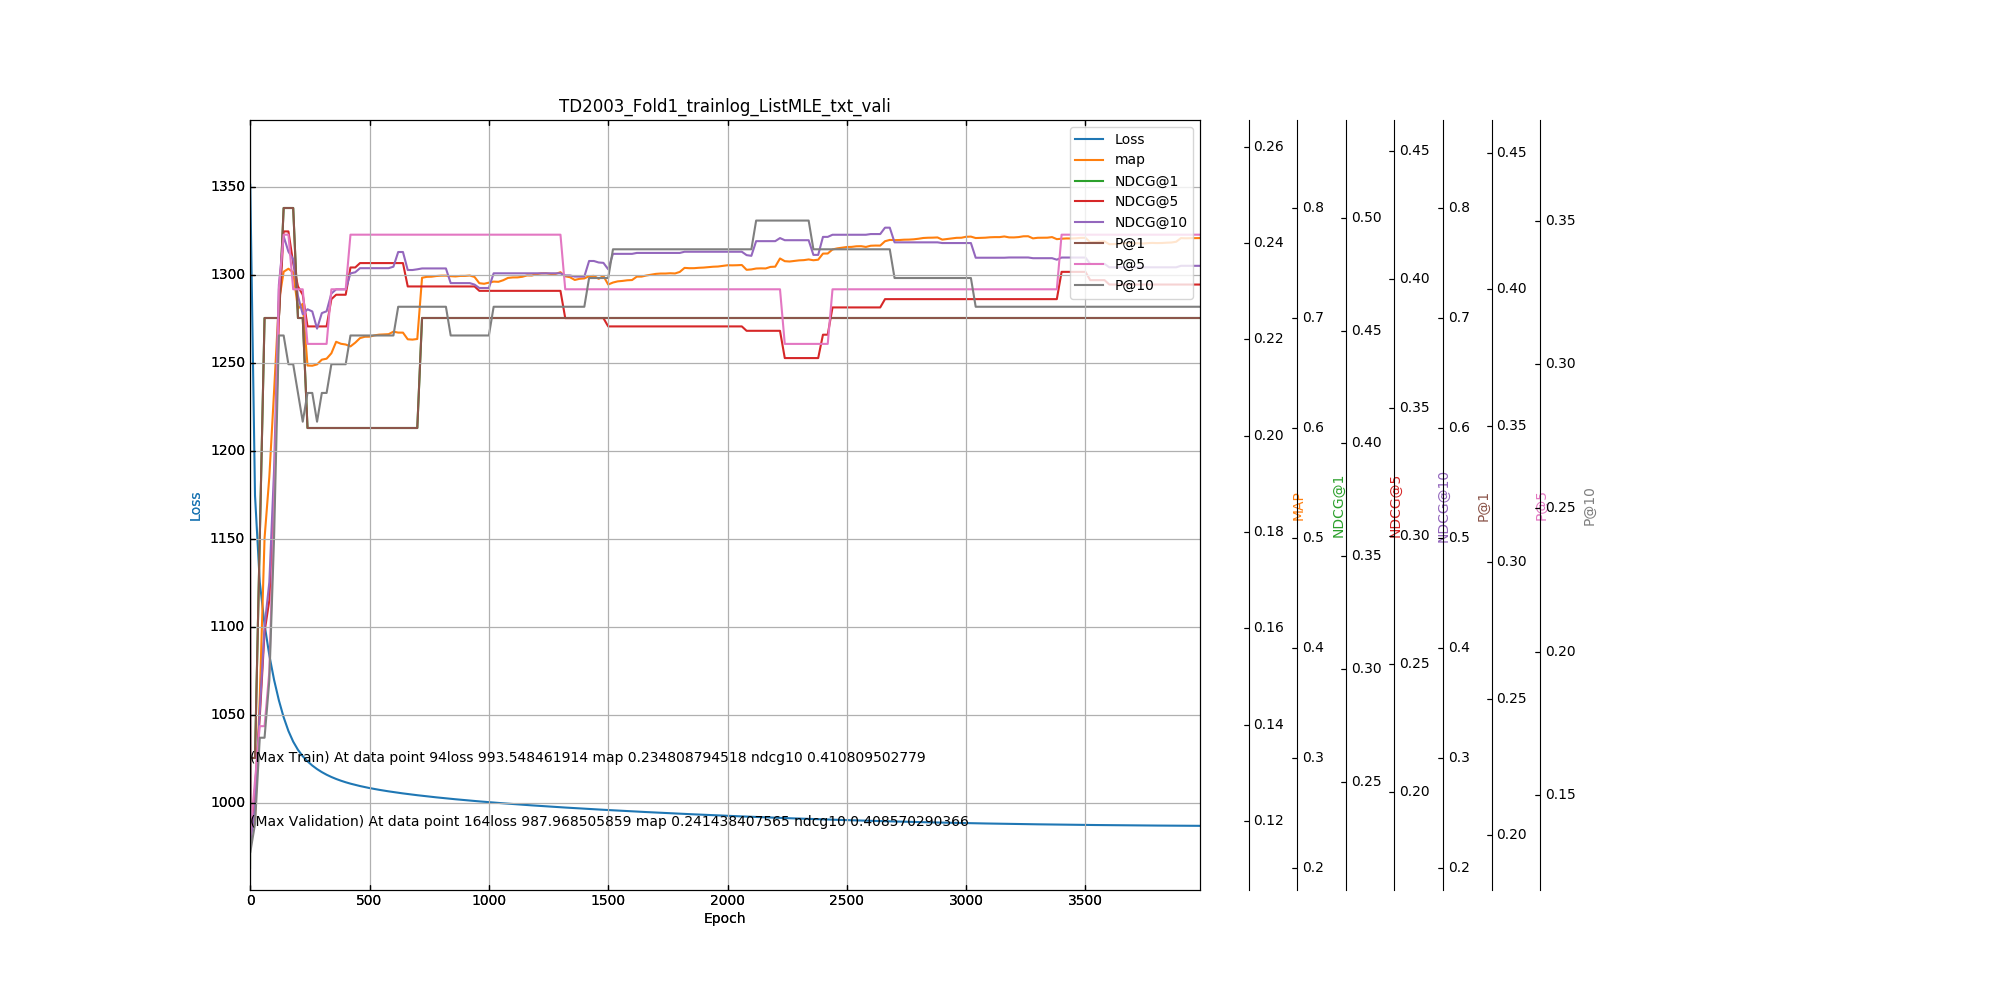 TD2003_Fold1_trainlog_ListMLE_txt_vali
Loss
map
NDCG@1
NDCG@5
NDCG@10
P@1
P@5
P@10
1350
1300
1250
1200
1150
1100
1050
1000
Loss
(Max Train) At data point 94loss 993.548461914 map 0.234808794518 ndcg10 0.410809502779
(Max Validation) At data point 164loss 987.968505859 map 0.241438407565 ndcg10 0.408570290366
0 500 1000 1500 2000 2500 3000 3500
Epoch
0.26
0.24
0.22
0.20
0.18
0.16
0.14
0.12
MAP
0.8
0.7
0.6
0.5
0.4
0.3
0.2
NDCG@1
0.50
0.45
0.40
0.35
0.30
0.25
NDCG@5
0.45
0.40
0.35
0.30
0.25
0.20
NDCG@10
0.8
0.7
0.6
0.5
0.4
0.3
0.2
P@1
0.45
0.40
0.35
0.30
0.25
0.20
P@5
0.35
0.30
0.25
0.20
0.15
P@10